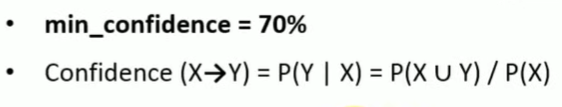 • min_confidence = 70%
• Confidence (X→Y) = P(Y | X) = P(X ∪ Y) / P(X)